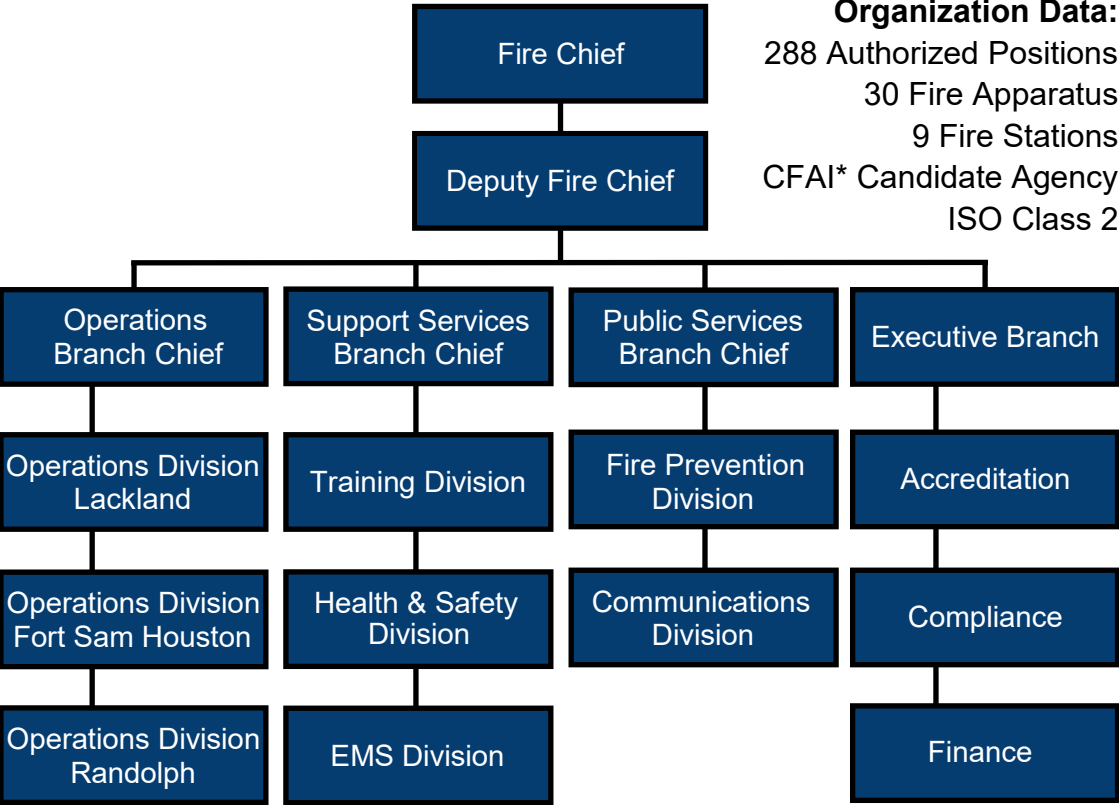 Organization Data:
288 Authorized Positions
30 Fire Apparatus
9 Fire Stations
CFAI* Candidate Agency
ISO Class 2
Fire Chief
Deputy Fire Chief
Operations
Branch Chief
Support Services
Branch Chief
Public Services
Branch Chief
Executive Branch
Operations Division
Lackland
Training Division
Fire Prevention
Division
Accreditation
Operations Division
Fort Sam Houston
Health & Safety
Division
Communications
Division
Compliance
Operations Division
Randolph
EMS Division
Finance